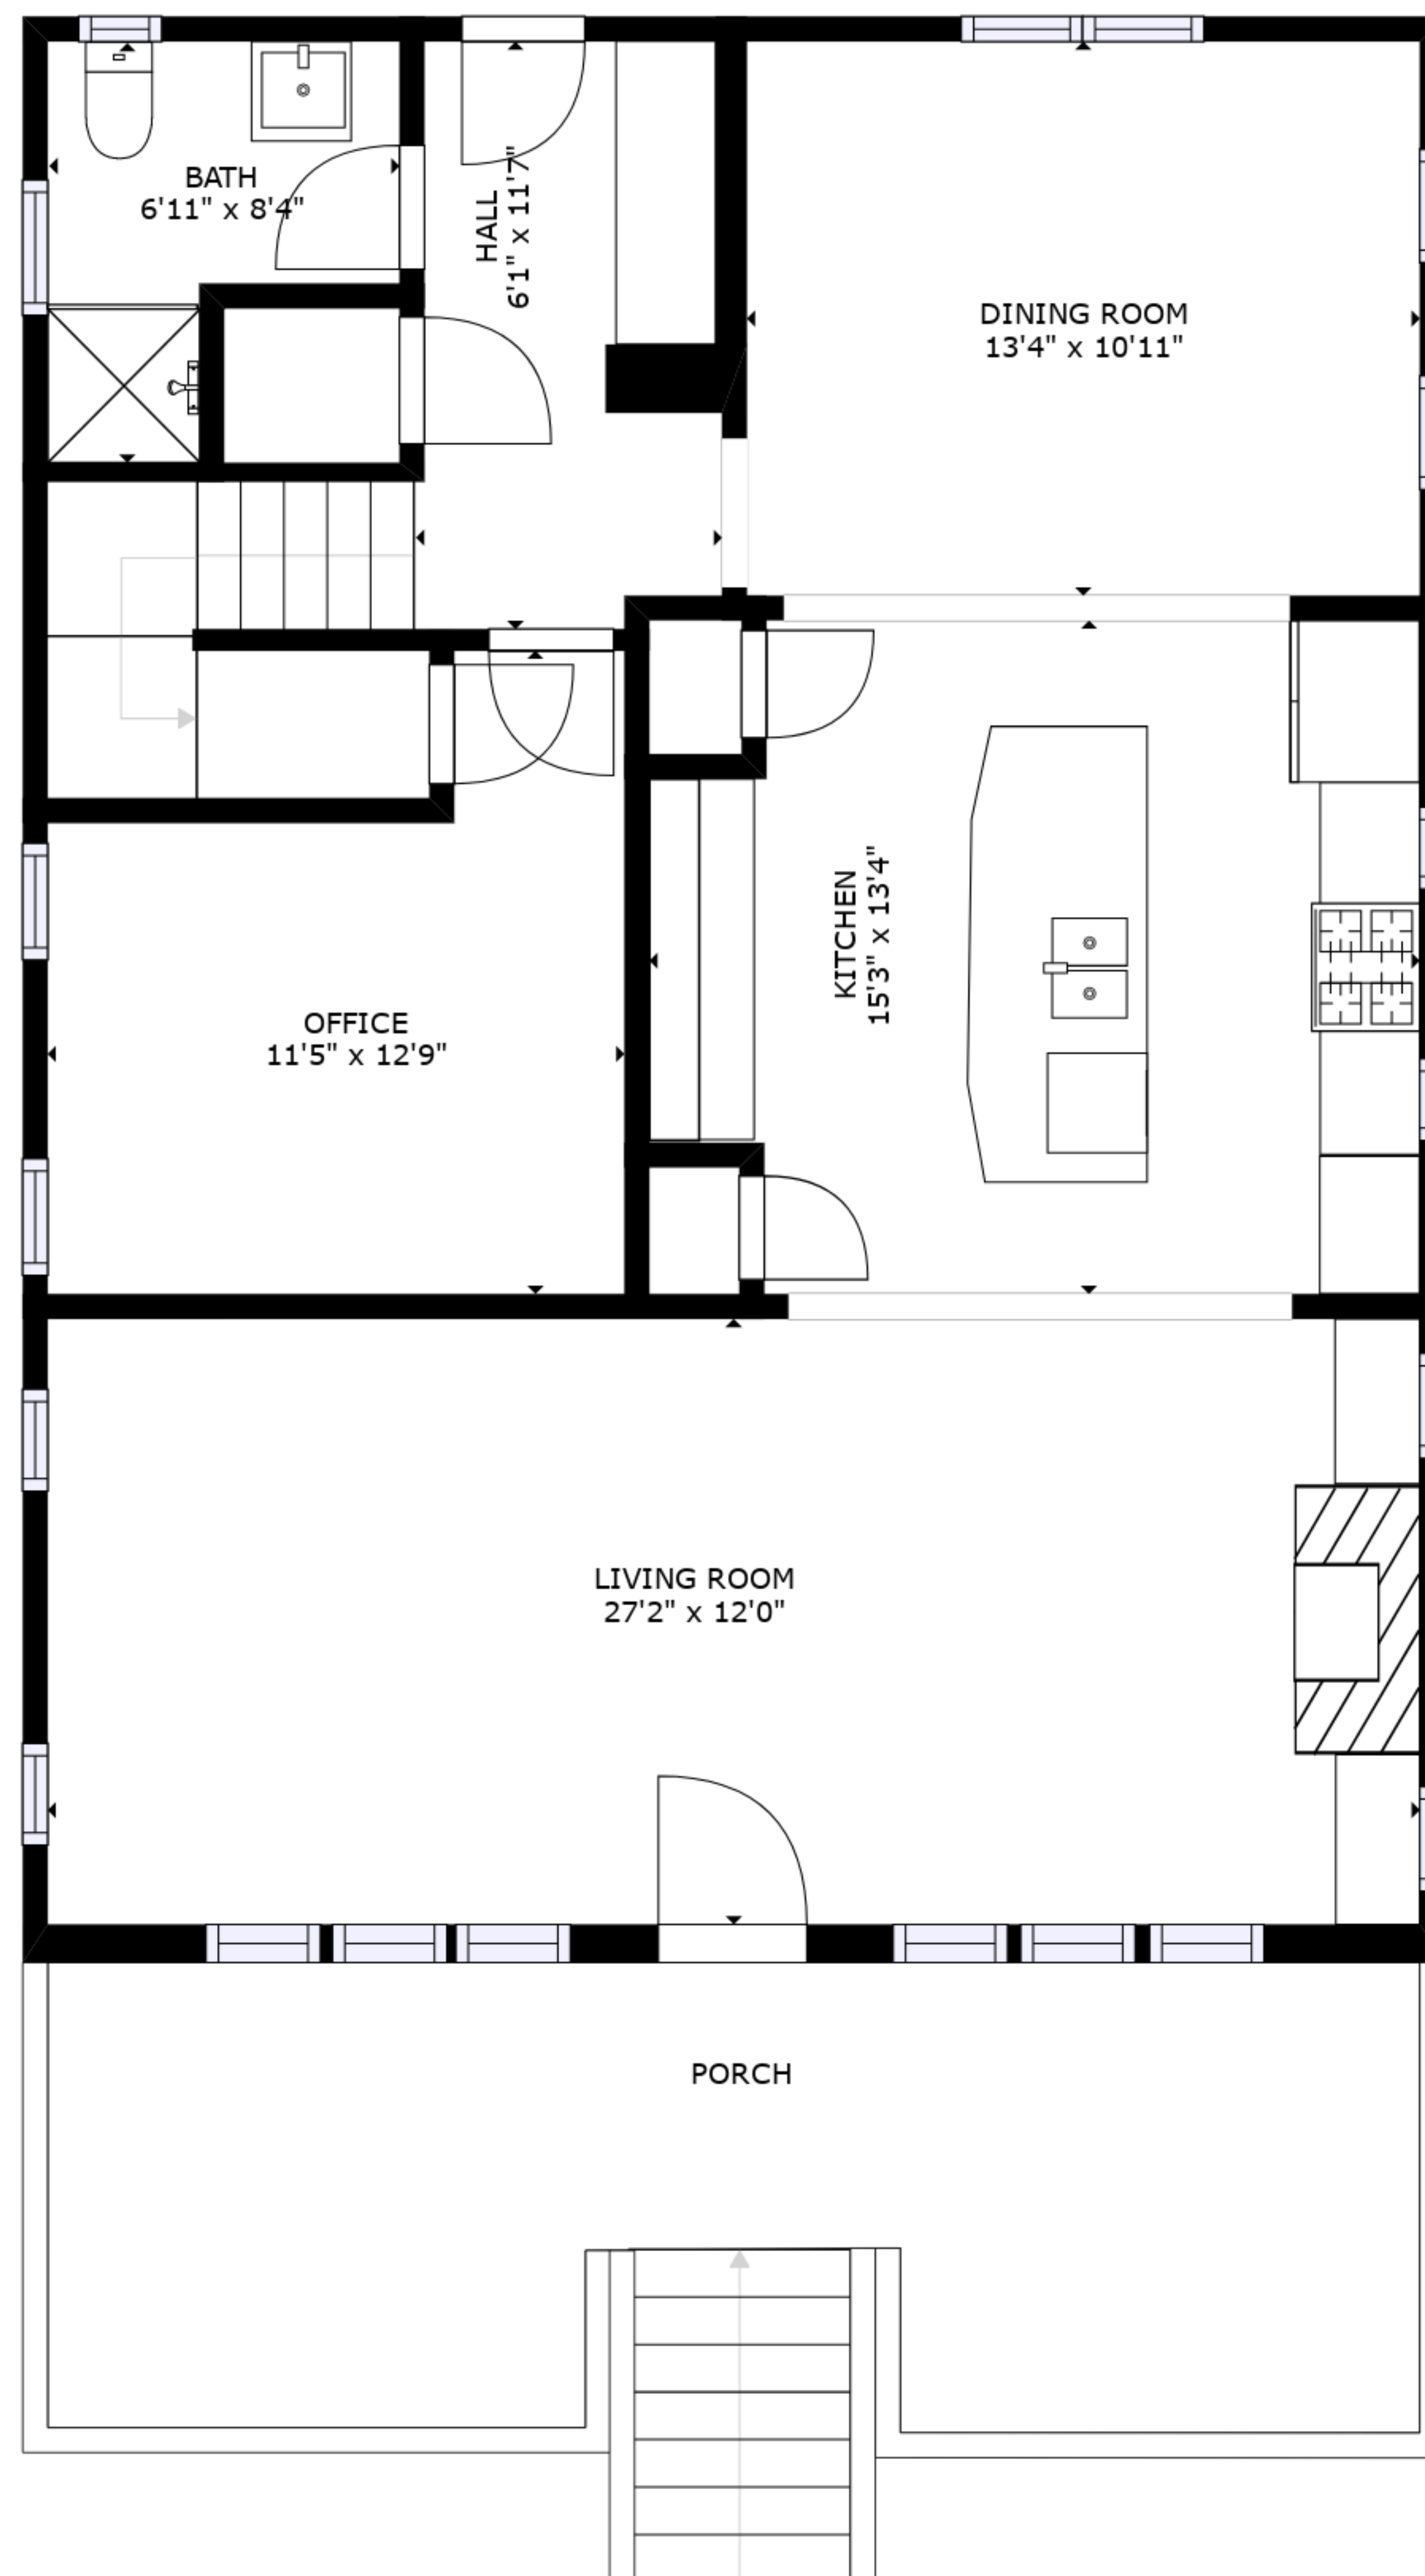 BATH
6'11" x 8'4"
HALL
6'1" x 11'7"
DINING ROOM
13'4" x 10'11"
KITCHEN
15'3" x 13'4"
OFFICE
11'5" x 12'9"
LIVING ROOM
27'2" x 12'0"
PORCH